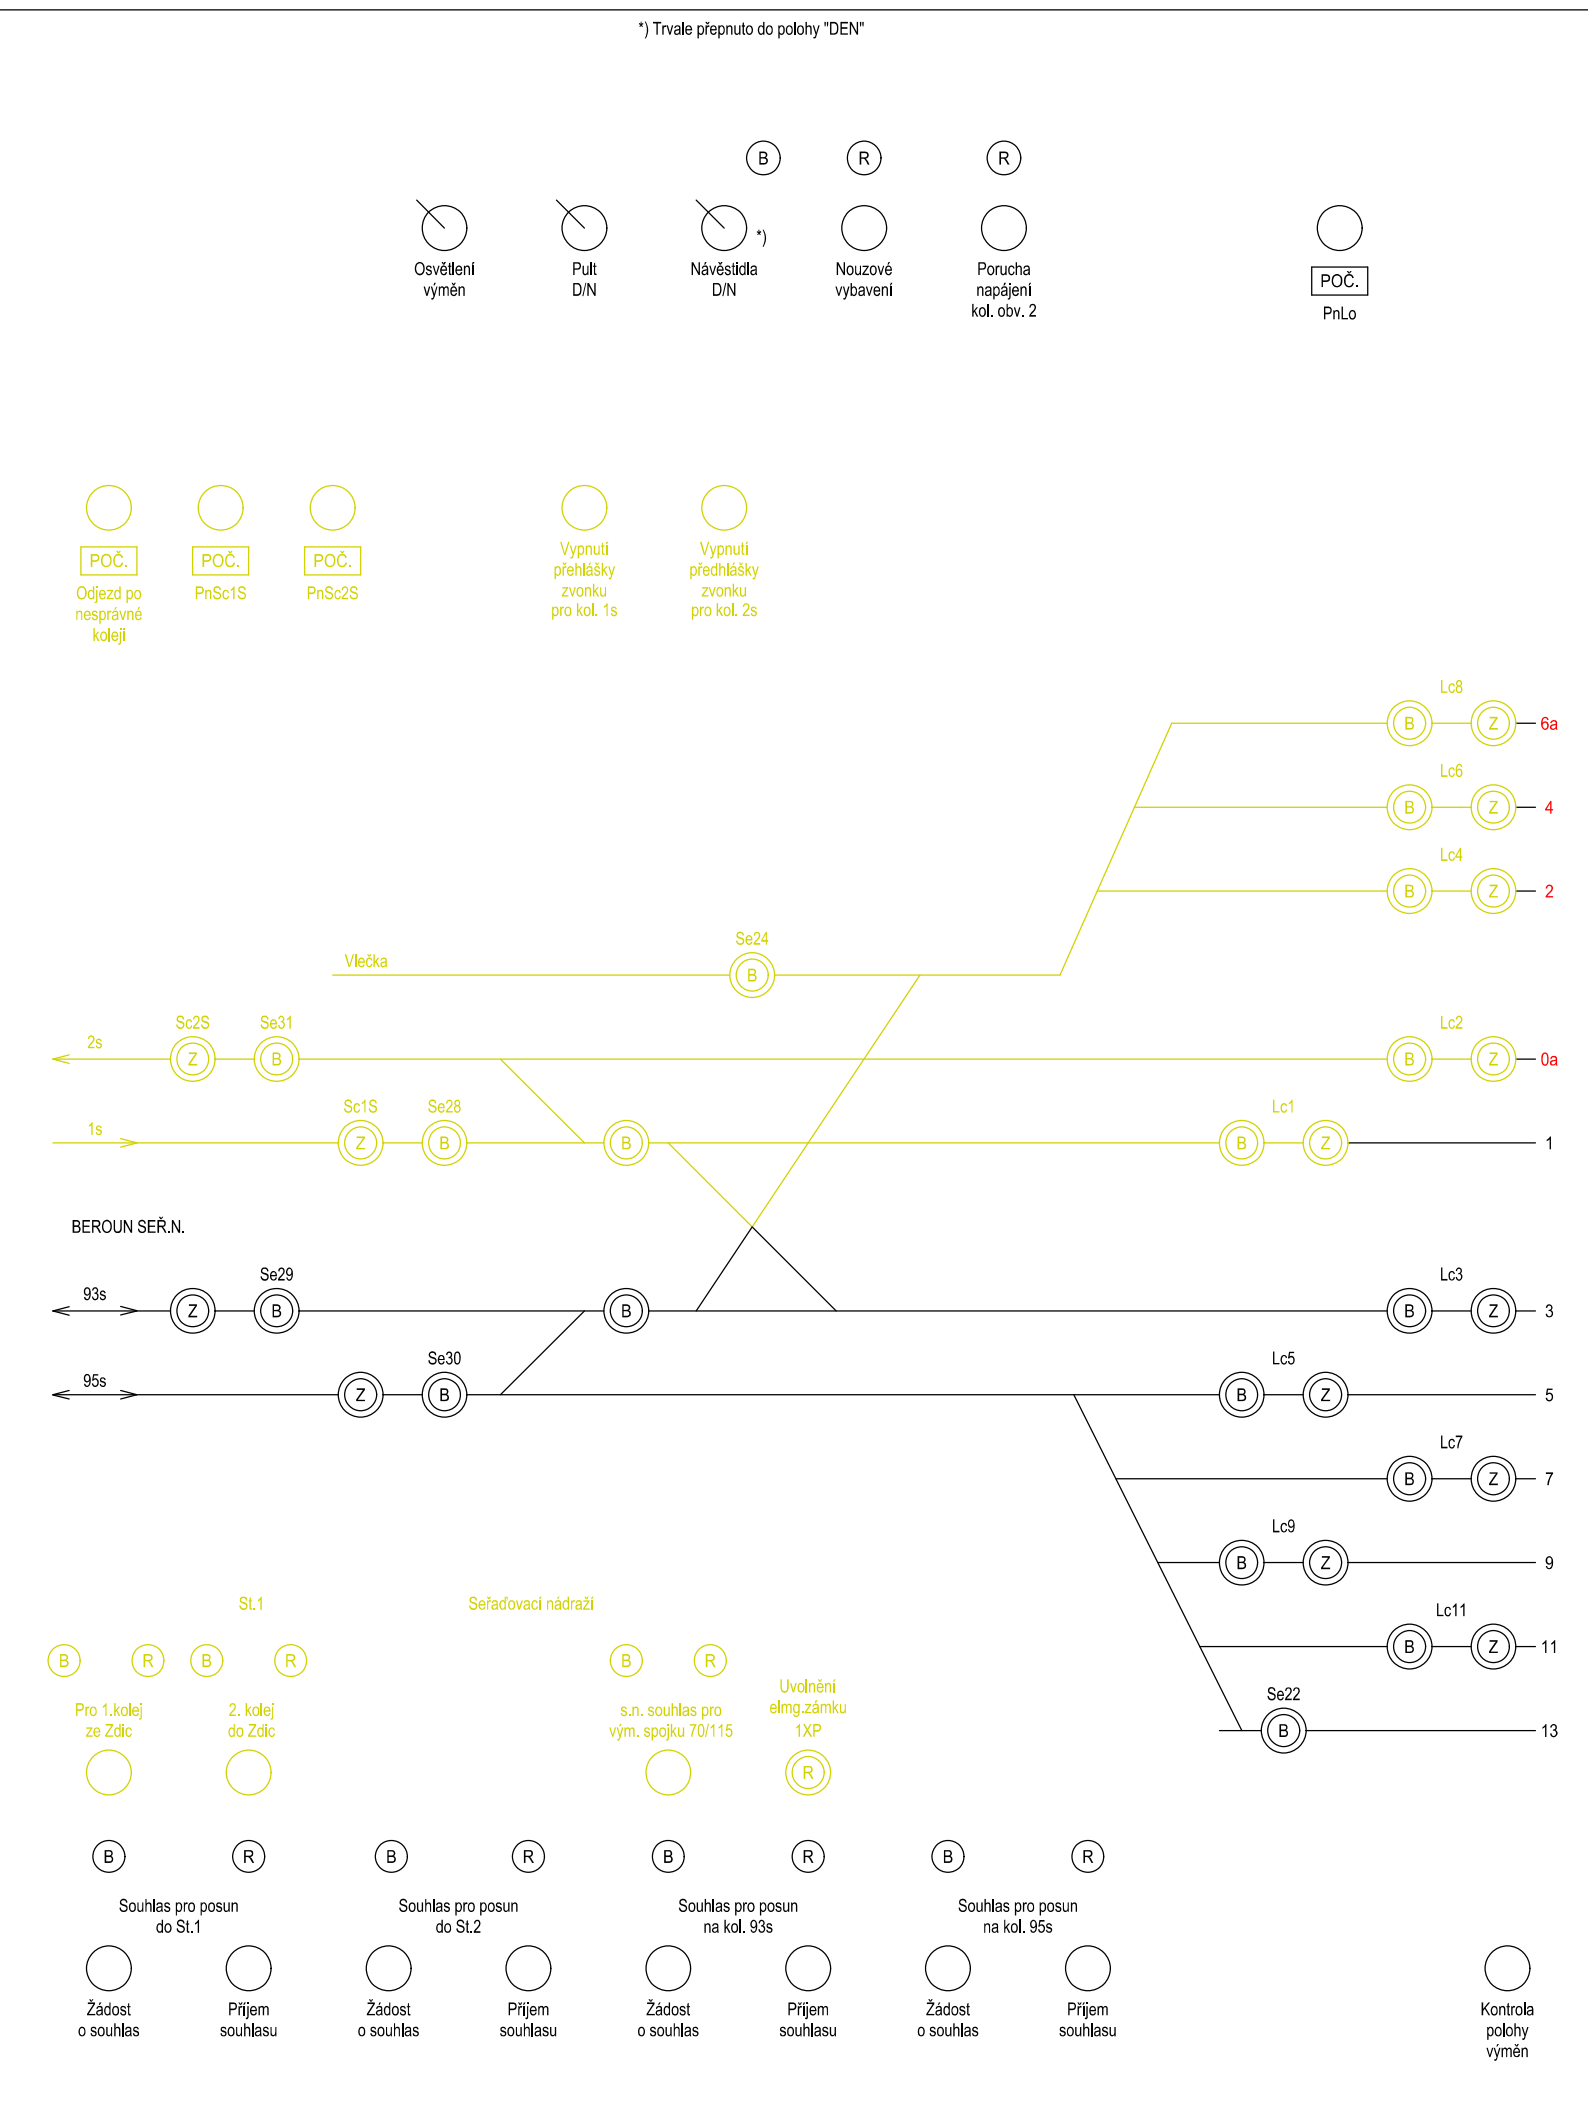 *) Trvale přepnuto do polohy "DEN"
B R R
*)
Osvětlení výměn
Pult D/N
Návěstidla D/N
Nouzové vybavení
Porucha napájení kol. obv. 2
POČ.
PnLo
POČ.
Odjezd po nesprávné koleji
POČ.
PnSc1S
POČ.
PnSc2S
Vypnutí přehlášky zvonku pro kol. 1s
Vypnutí předhlášky zvonku pro kol. 2s
Lc8
B Z 6a
Lc6
B Z 4
Lc4
B Z 2
Se24
Vlečka B
Sc2S Se31 Lc2
2s Z B B Z 0a
Sc1S Se28 Lc1
1s Z B B B Z 1
BEROUN SEŘ.N.
Se29 Lc3
93s Z B B B Z 3
Se30 Lc5
95s Z B B Z 5
Lc7
B Z 7
Lc9
B Z 9
Lc11
B Z 11
Se22
B 13
St.1 Seřaďovací nádraží
B R B R B R
Pro 1.kolej ze Zdic
2. kolej do Zdic
s.n. souhlas pro vým. spojku 70/115
Uvolnění elmg.zámku 1XP
R
B R B R B R B R
Souhlas pro posun do St.1
Souhlas pro posun do St.2
Souhlas pro posun na kol. 93s
Souhlas pro posun na kol. 95s
Žádost o souhlas
Příjem souhlasu
Žádost o souhlas
Příjem souhlasu
Žádost o souhlas
Příjem souhlasu
Žádost o souhlas
Příjem souhlasu
Kontrola polohy výměn